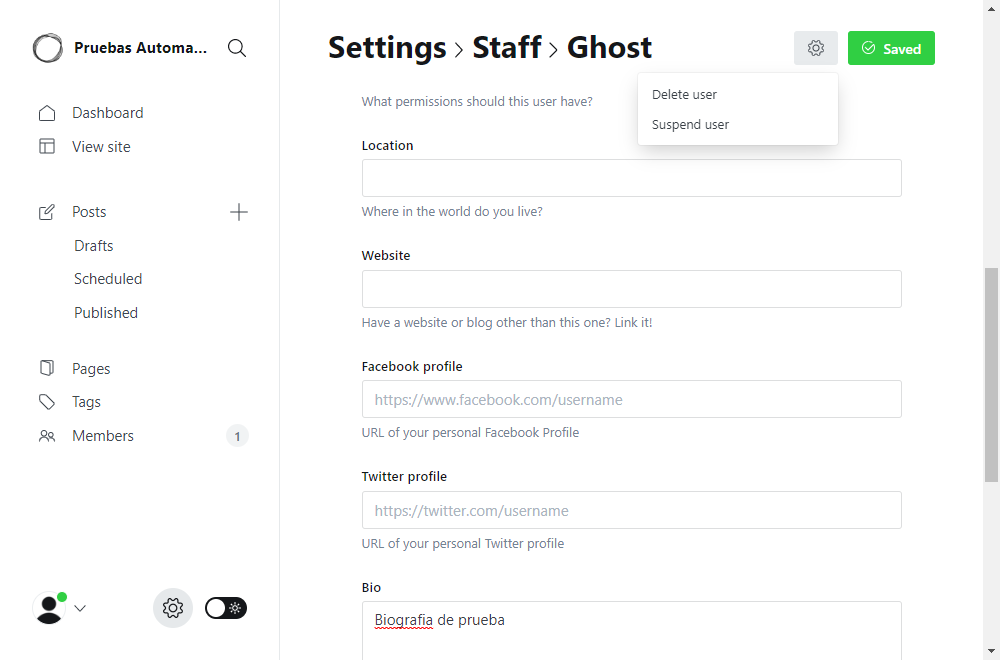 Pruebas Automa...
Dashboard
View site
Posts
Drafts
Scheduled
Published
Pages
Tags
Members
1
Settings > Staff > Ghost
Saved
Delete user
Suspend user
What permissions should this user have?
Location
Where in the world do you live?
Website
Have a website or blog other than this one? Link it!
Facebook profile
https://www.facebook.com/username
URL of your personal Facebook Profile
Twitter profile
https://twitter.com/username
URL of your personal Twitter profile
Bio
Biografia de prueba